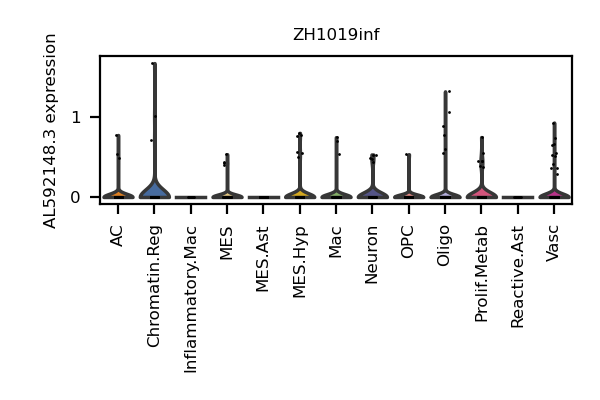 ZH1019inf
AL592148.3 expression
1
0
AC
Chromatin.Reg
Inflammatory.Mac
MES
MES.Ast
MES.Hyp
Mac
Neuron
OPC
Oligo
Prolif.Metab
Reactive.Ast
Vasc